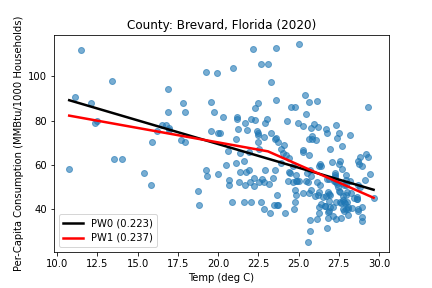 County: Brevard, Florida (2020)
Per-Capita Consumption (MMBtu/1000 Households)
100
80
60
40
PW0 (0.223)
PW1 (0.237)
10.0 12.5 15.0 17.5 20.0 22.5 25.0 27.5 30.0
Temp (deg C)